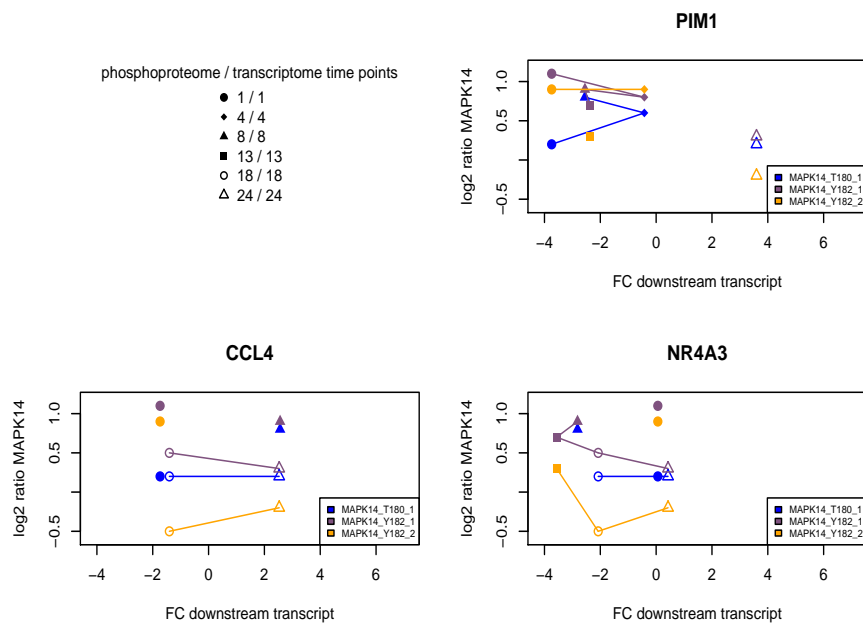 phosphoproteome / transcriptome time points
1 / 1
4 / 4
8 / 8
13 / 13
18 / 18
24 / 24
PIM1
log2 ratio MAPK14
1.0
0.5
−0.5
MAPK14_T180_1
MAPK14_Y182_1
MAPK14_Y182_2
−4 −2 0 2 4 6
FC downstream transcript
CCL4
log2 ratio MAPK14
1.0
0.5
−0.5
MAPK14_T180_1
MAPK14_Y182_1
MAPK14_Y182_2
−4 −2 0 2 4 6
FC downstream transcript
NR4A3
log2 ratio MAPK14
1.0
0.5
−0.5
MAPK14_T180_1
MAPK14_Y182_1
MAPK14_Y182_2
−4 −2 0 2 4 6
FC downstream transcript